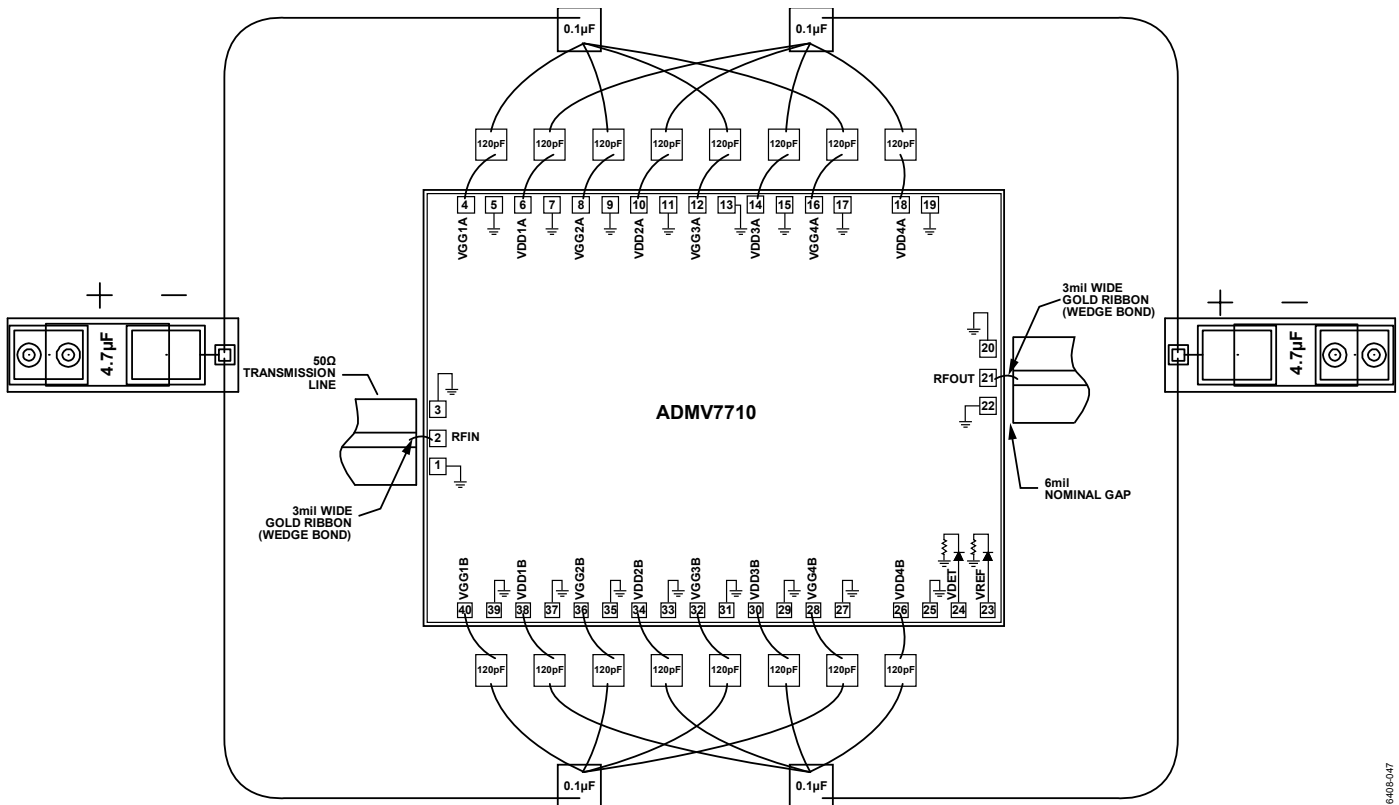 0.1µF 0.1µF
120pF 120pF 120pF 120pF 120pF 120pF 120pF 120pF
4 5 6 7 8 9 10 11 12 13 14 15 16 17 18 19
VGG1A VDD1A VGG2A VDD2A VGG3A VDD3A VGG4A VDD4A
+ −
4.7µF
50Ω
TRANSMISSION
LINE
3
2 RFIN
1
3mil WIDE
GOLD RIBBON
(WEDGE BOND)
ADMV7710
3mil WIDE
GOLD RIBBON
(WEDGE BOND)
20
RFOUT 21
22
6mil
NOMINAL GAP
+ −
4.7µF
VGG1B VDD1B VGG2B VDD2B VGG3B VDD3B VGG4B VDD4B VDET VREF
40 39 38 37 36 35 34 33 32 31 30 29 28 27 26 25 24 23
120pF 120pF 120pF 120pF 120pF 120pF 120pF 120pF
0.1µF 0.1µF
6408-047